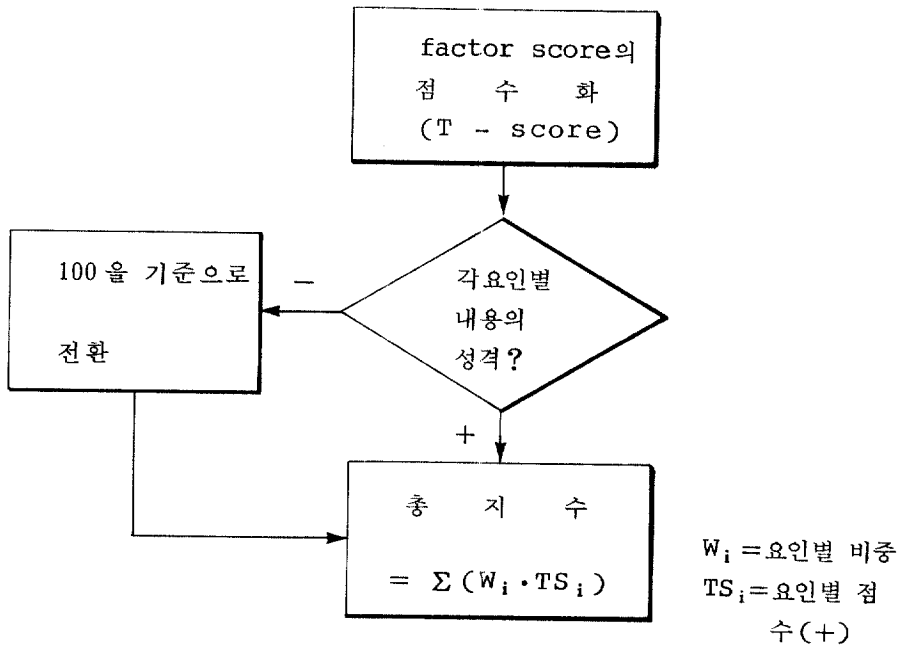 factor score의
점 수 화
(T - score)
각요인별
내용의
성격?
-
100을 기준으로
전환
+
총 지 수
= Σ(Wᵢ·TSᵢ)
Wᵢ=요인별 비중
TSᵢ=요인별 점
수(+)